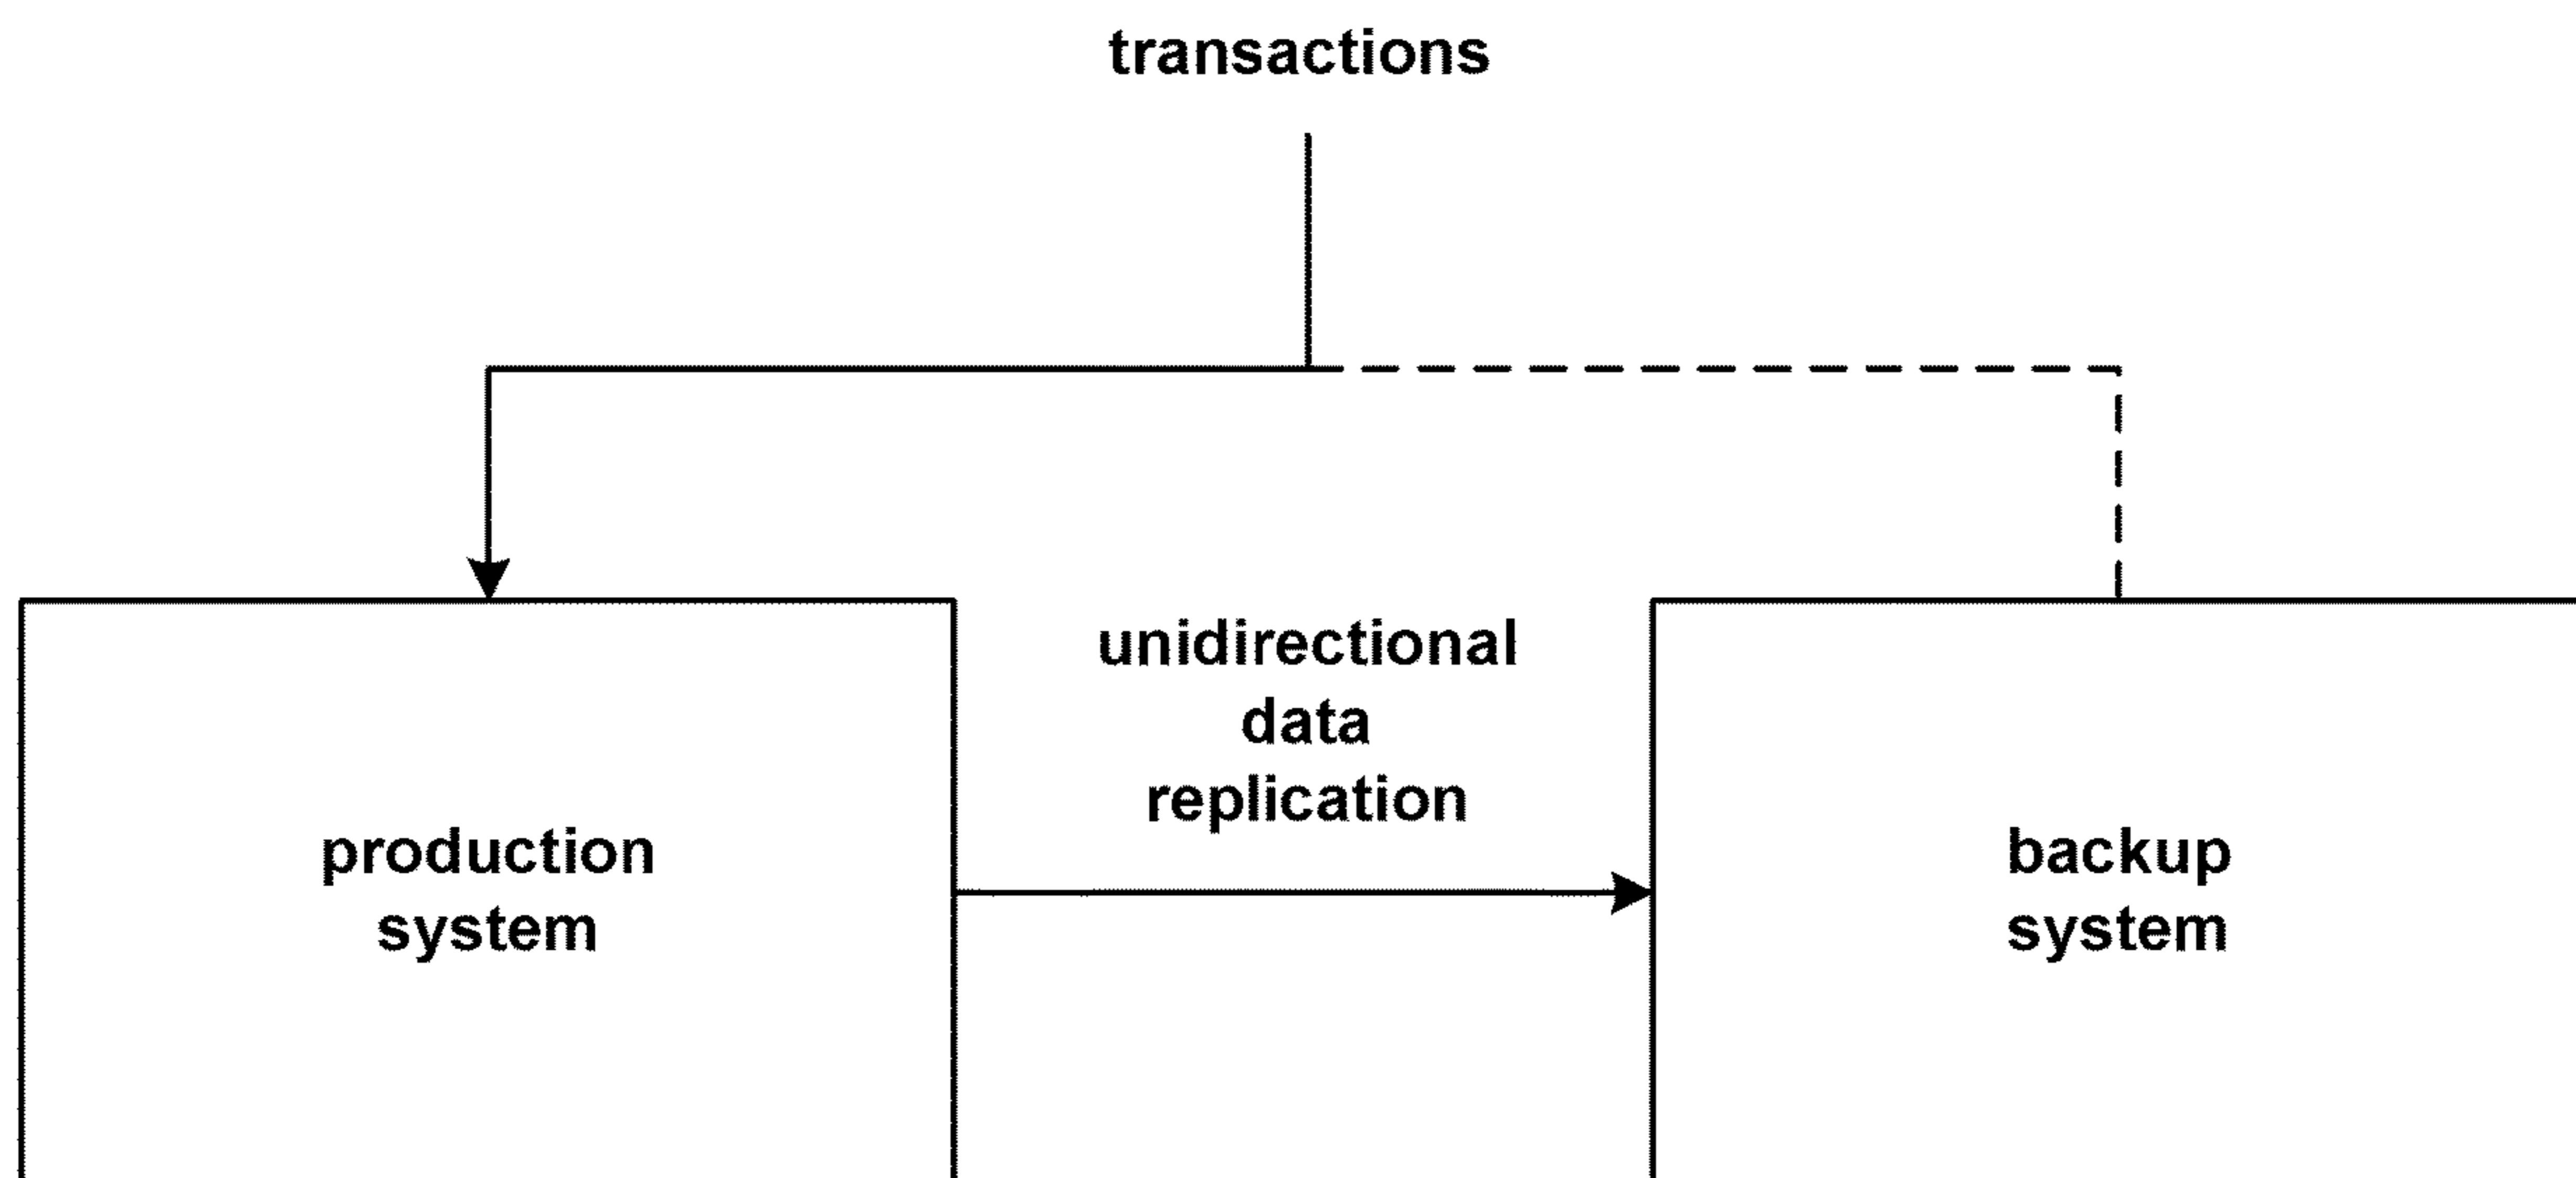 transactions
unidirectional
data
replication
production
system
backup
system